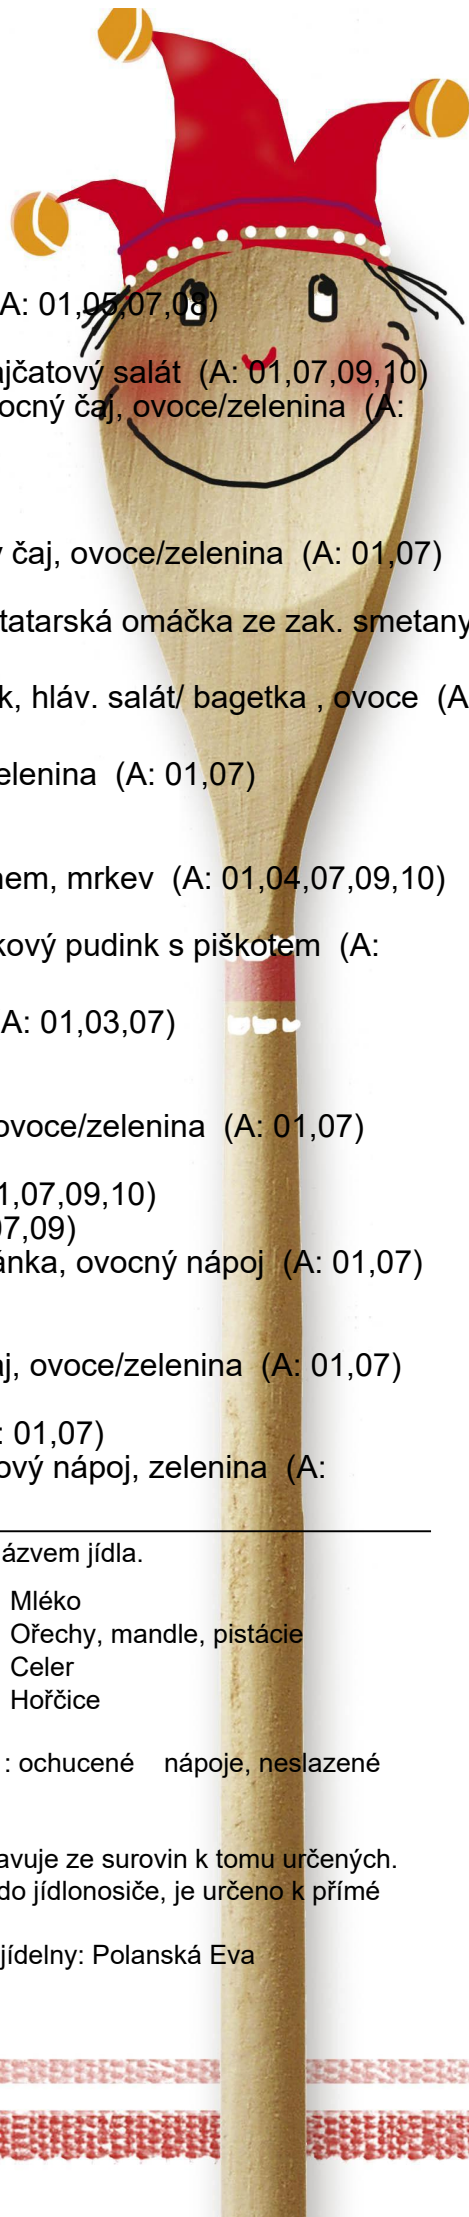 A: 01,05,07,08)
ajčatový salát (A: 01,07,09,10)
ocný čaj, ovoce/zelenina (A:
ý čaj, ovoce/zelenina (A: 01,07)
tatarská omáčka ze zak. smetany
k, hláv. salát/ bagetka , ovoce (A
elenina (A: 01,07)
nem, mrkev (A: 01,04,07,09,10)
kový pudink s piškotem (A:
A: 01,03,07)
ovoce/zelenina (A: 01,07)
1,07,09,10)
07,09)
ánka, ovocný nápoj (A: 01,07)
aj, ovoce/zelenina (A: 01,07)
: 01,07)
ový nápoj, zelenina (A:
ázvem jídla.
Mléko
Ořechy, mandle, pistácie
Celer
Hořčice
: ochucené nápoje, neslazené
avuje ze surovin k tomu určených.
do jídlonosiče, je určeno k přímé
jídelny: Polanská Eva